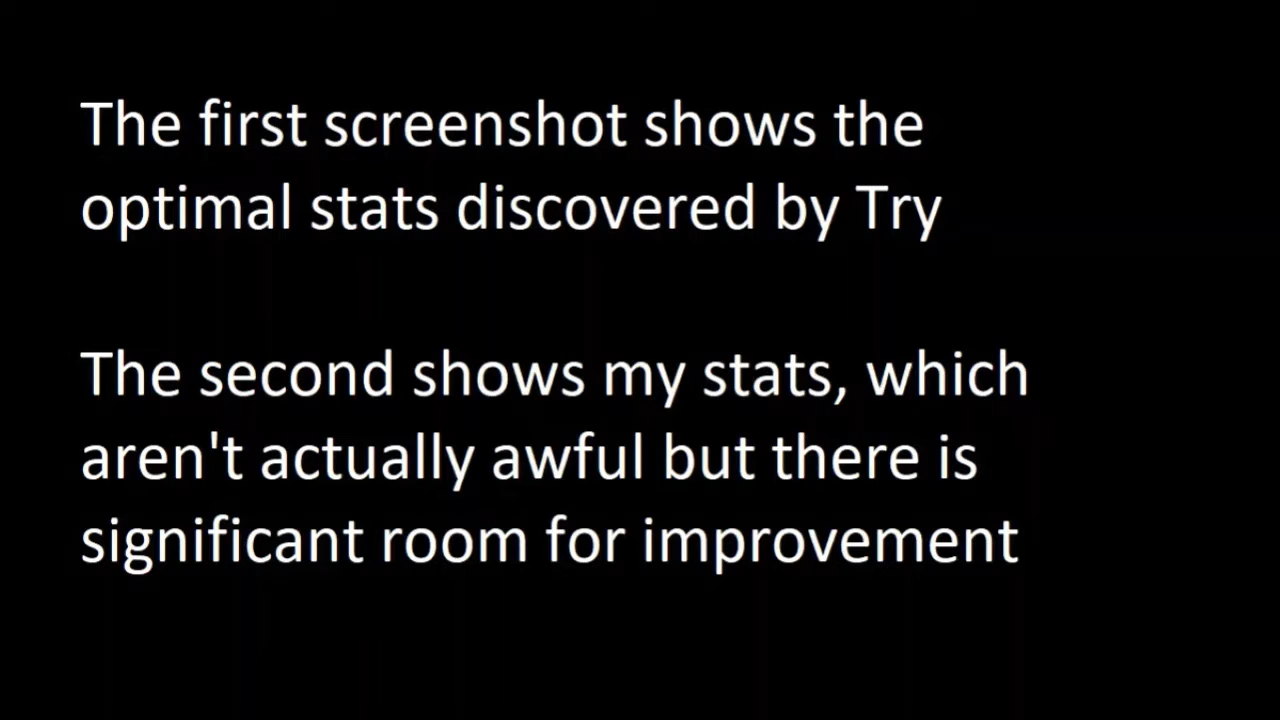 The first screenshot shows the
optimal stats discovered by Try
The second shows my stats, which
aren't actually awful but there is
significant room for improvement